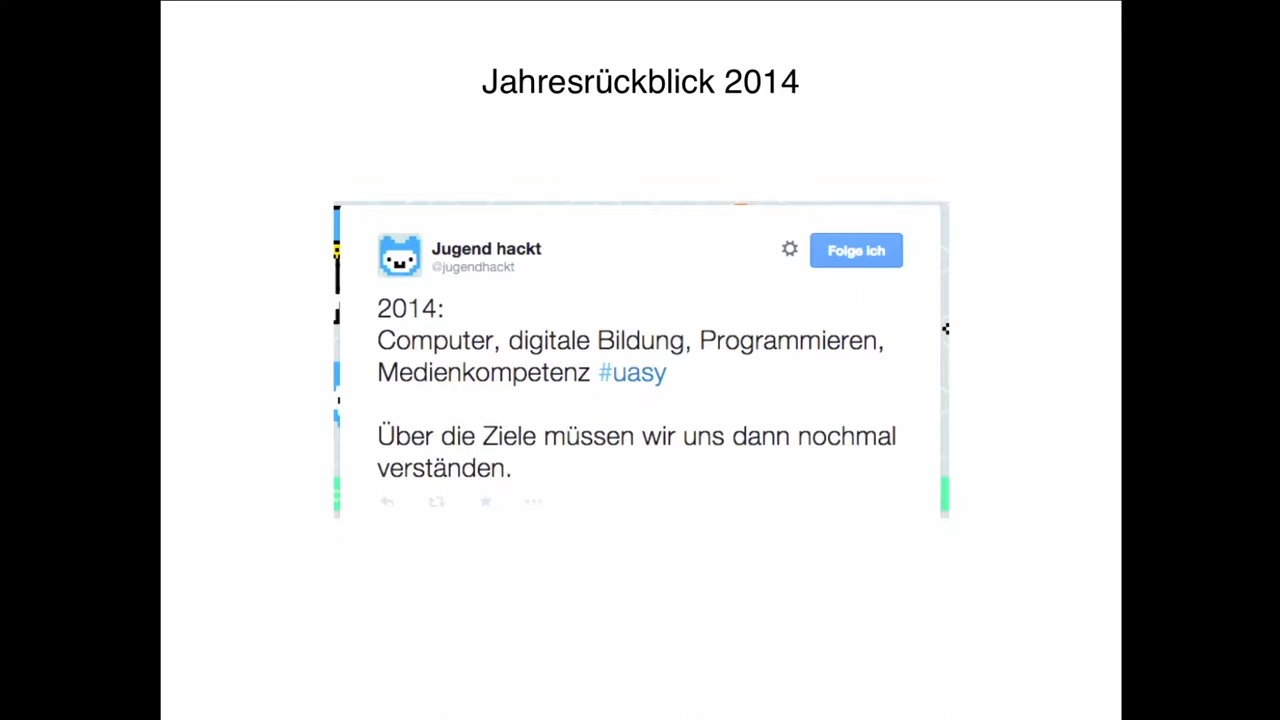 Jahresrückblick 2014
Jugend hackt
@jugendhackt
Folge ich
2014:
Computer, digitale Bildung, Programmieren,
Medienkompetenz #uasy
Über die Ziele müssen wir uns dann nochmal
verständen.